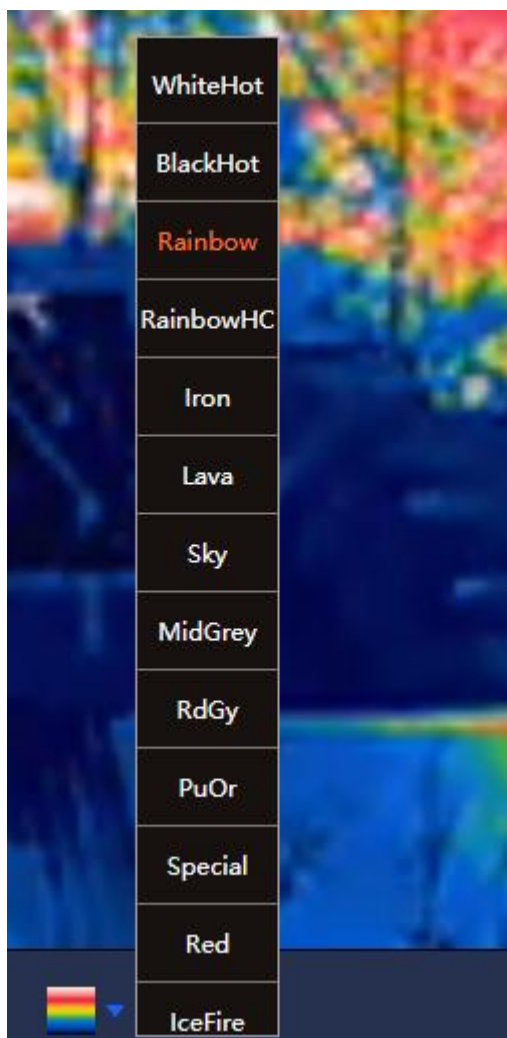 WhiteHot
BlackHot
Rainbow
RainbowHC
Iron
Lava
Sky
MidGrey
RdGy
PuOr
Special
Red
IceFire